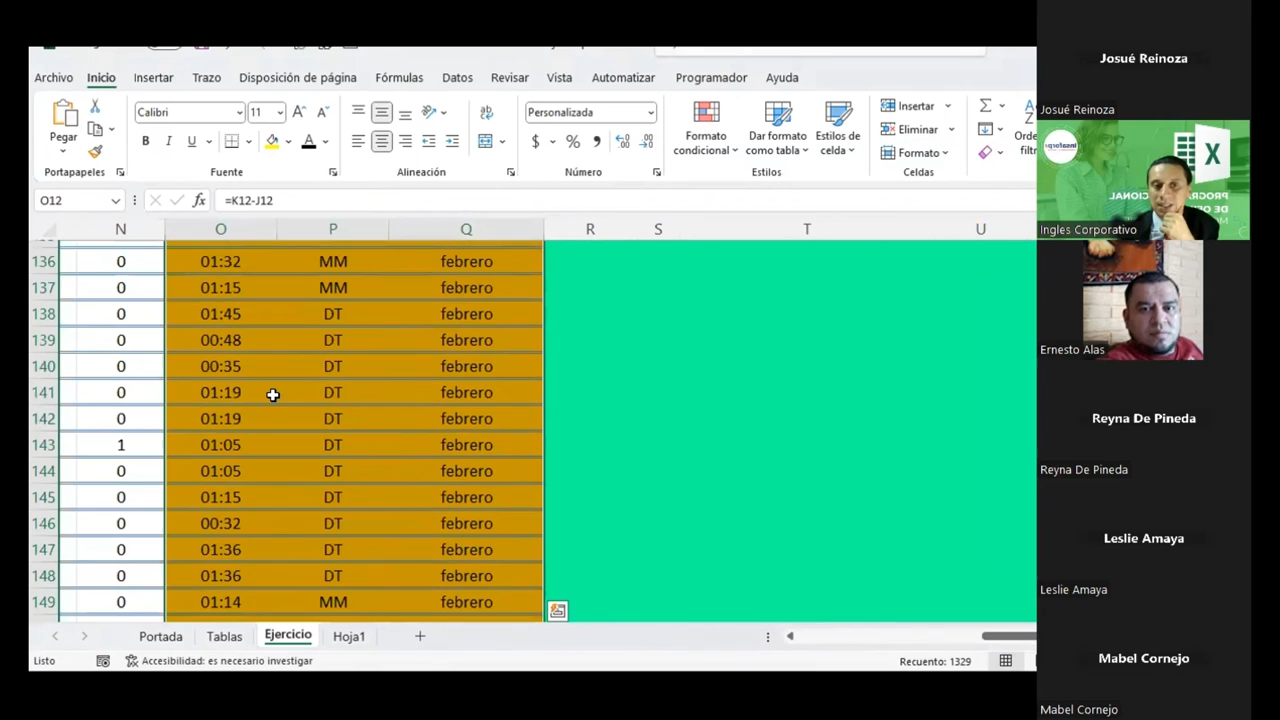 Archivo Inicio Insertar Trazo Disposición de página Fórmulas Datos Revisar Vista Automatizar Programador Ayuda
Calibri 11 Personalizada
Pegar
N K S
Formato condicional
Dar formato como tabla
Estilos de celda
Insertar
Eliminar
Formato
Portapapeles Fuente Alineación Número Estilos Celdas
O12 fx =K12-J12
N O P Q R S T U
136 0 01:32 MM febrero
137 0 01:15 MM febrero
138 0 01:45 DT febrero
139 0 00:48 DT febrero
140 0 00:35 DT febrero
141 0 01:19 DT febrero
142 0 01:19 DT febrero
143 1 01:05 DT febrero
144 0 01:05 DT febrero
145 0 01:15 DT febrero
146 0 00:32 DT febrero
147 0 01:36 DT febrero
148 0 01:36 DT febrero
149 0 01:14 MM febrero
Portada Tablas Ejercicio Hoja1
Listo Accesibilidad: es necesario investigar Recuento: 1329
Josué Reinoza
Josué Reinoza
Ingles Corporativo
Ernesto Alas
Reyna De Pineda
Reyna De Pineda
Leslie Amaya
Leslie Amaya
Mabel Cornejo
Mabel Cornejo